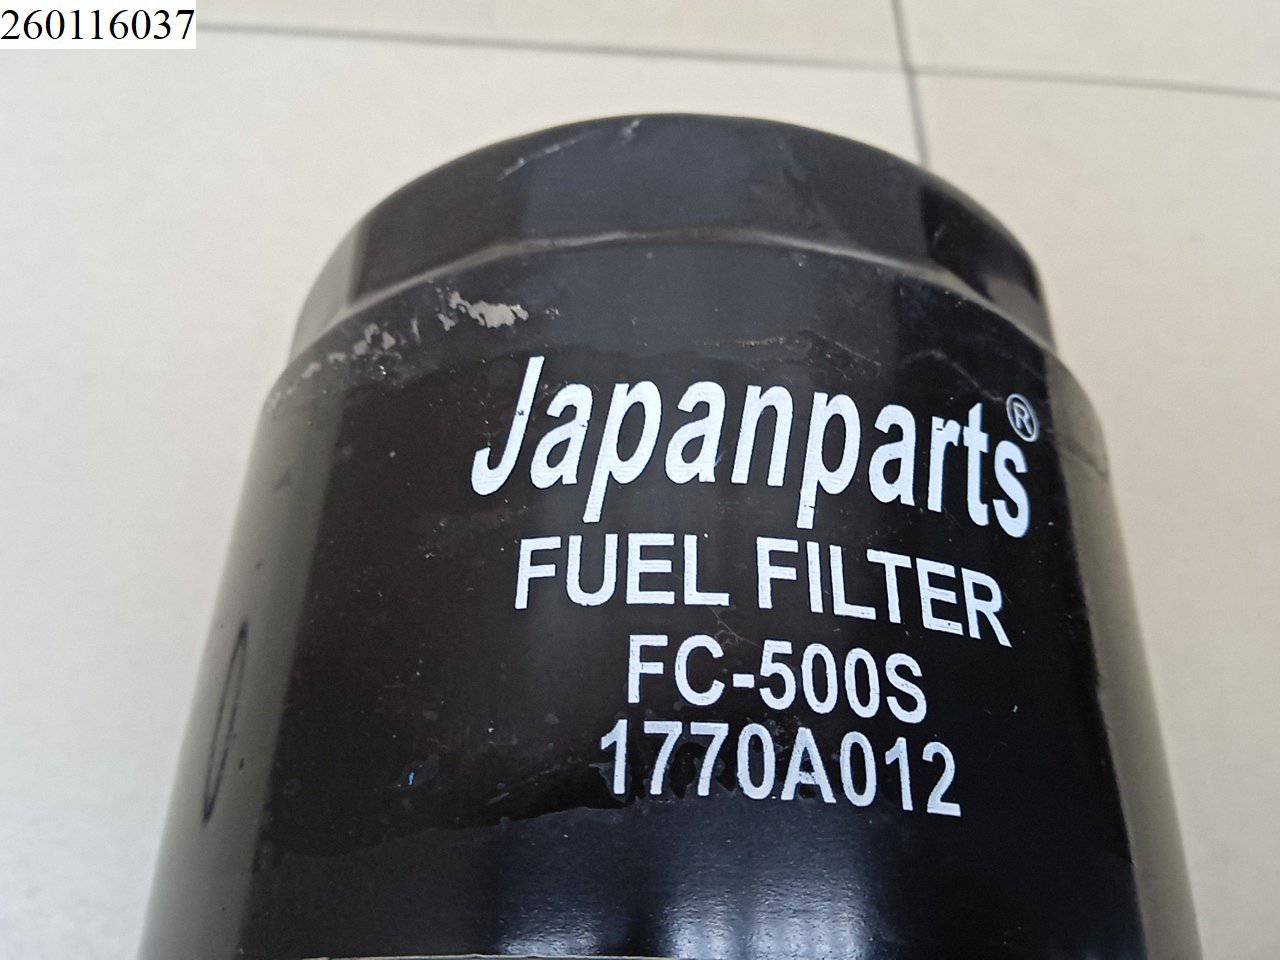 260116037
Japanparts®
FUEL FILTER
FC-500S
1770A012